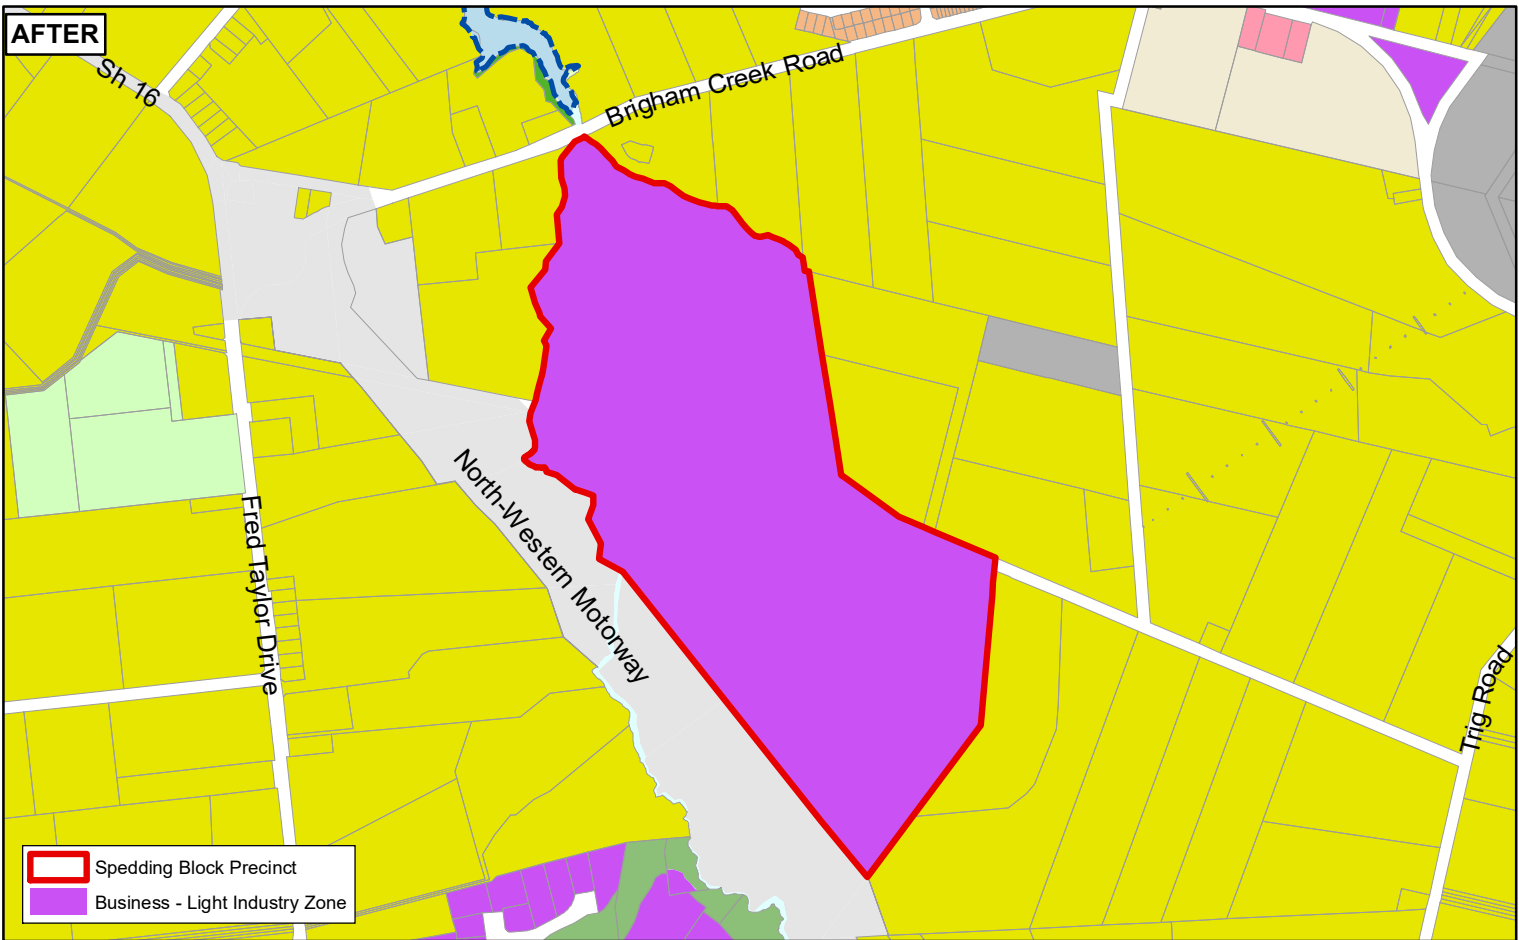 AFTER
Sh 16
Brigham Creek Road
North-Western Motorway
Fred Taylor Drive
Trig Road
Spedding Block Precinct
Business - Light Industry Zone